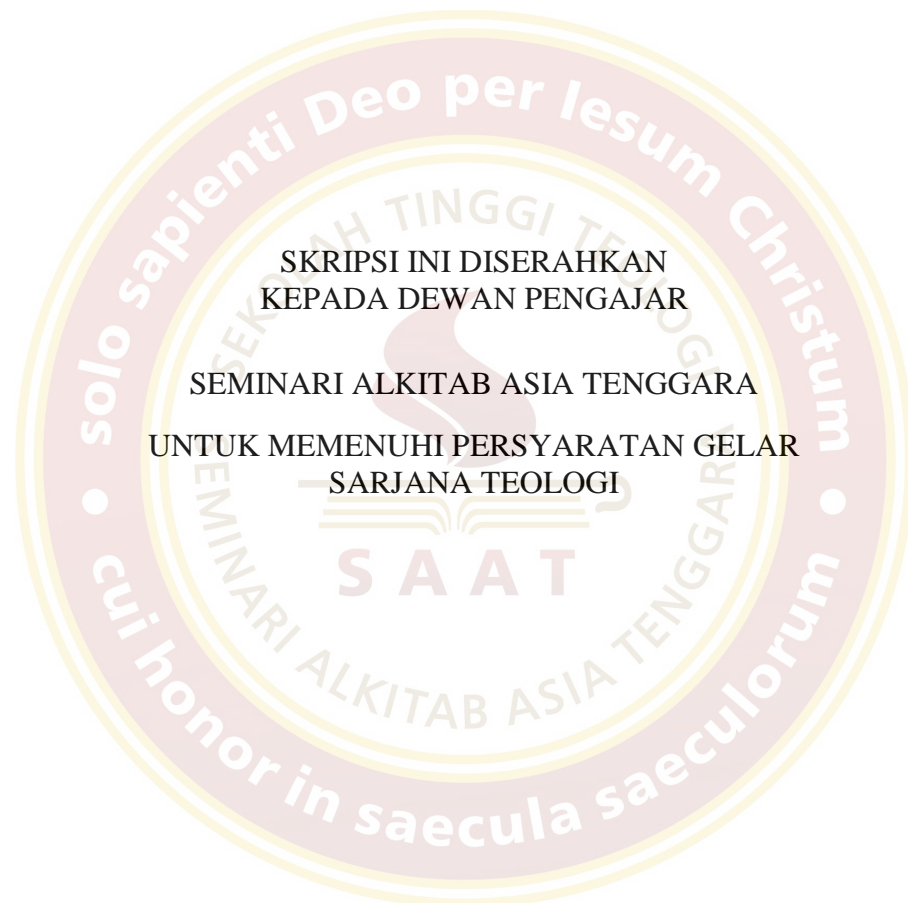 solo sapienti Deo per Iesum Christum
SEKOLAH TINGGI TEOLOGI
SKRIPSI INI DISERAHKAN
KEPADA DEWAN PENGAJAR
SEMINARI ALKITAB ASIA TENGGARA
UNTUK MEMENUHI PERSYARATAN GELAR
SARJANA TEOLOGI
SAAT
SEMINARI ALKITAB ASIA TENGGARA
cui honor in saecula saeculorum